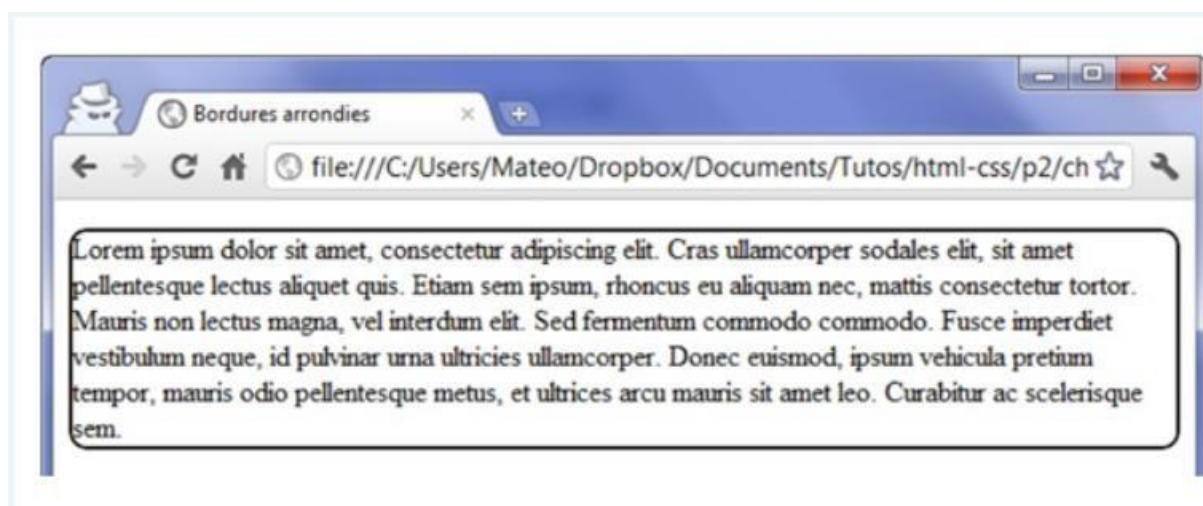 Bordures arrondies
file:///C:/Users/Mateo/Dropbox/Documents/Tutos/html-css/p2/ch
Lorem ipsum dolor sit amet, consectetur adipiscing elit. Cras ullamcorper sodales elit, sit amet
pellentesque lectus aliquet quis. Etiam sem ipsum, rhoncus eu aliquam nec, mattis consectetur tortor.
Mauris non lectus magna, vel interdum elit. Sed fermentum commodo commodo. Fusce imperdiet
vestibulum neque, id pulvinar urna ultricies ullamcorper. Donec euismod, ipsum vehicula pretium
tempor, mauris odio pellentesque metus, et ultrices arcu mauris sit amet leo. Curabitur ac scelerisque
sem.